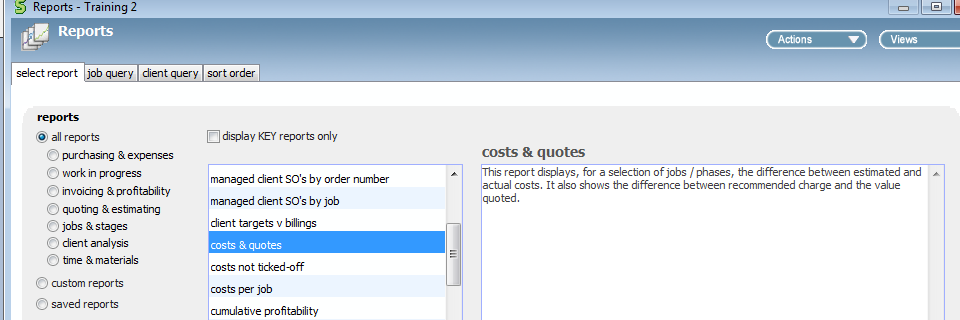 Reports - Training 2
Reports
Actions
Views
select report
job query
client query
sort order
reports
all reports
purchasing & expenses
work in progress
invoicing & profitability
quoting & estimating
jobs & stages
client analysis
time & materials
custom reports
saved reports
display KEY reports only
managed client SO's by order number
managed client SO's by job
client targets v billings
costs & quotes
costs not ticked-off
costs per job
cumulative profitability
costs & quotes
This report displays, for a selection of jobs / phases, the difference between estimated and
actual costs. It also shows the difference between recommended charge and the value
quoted.